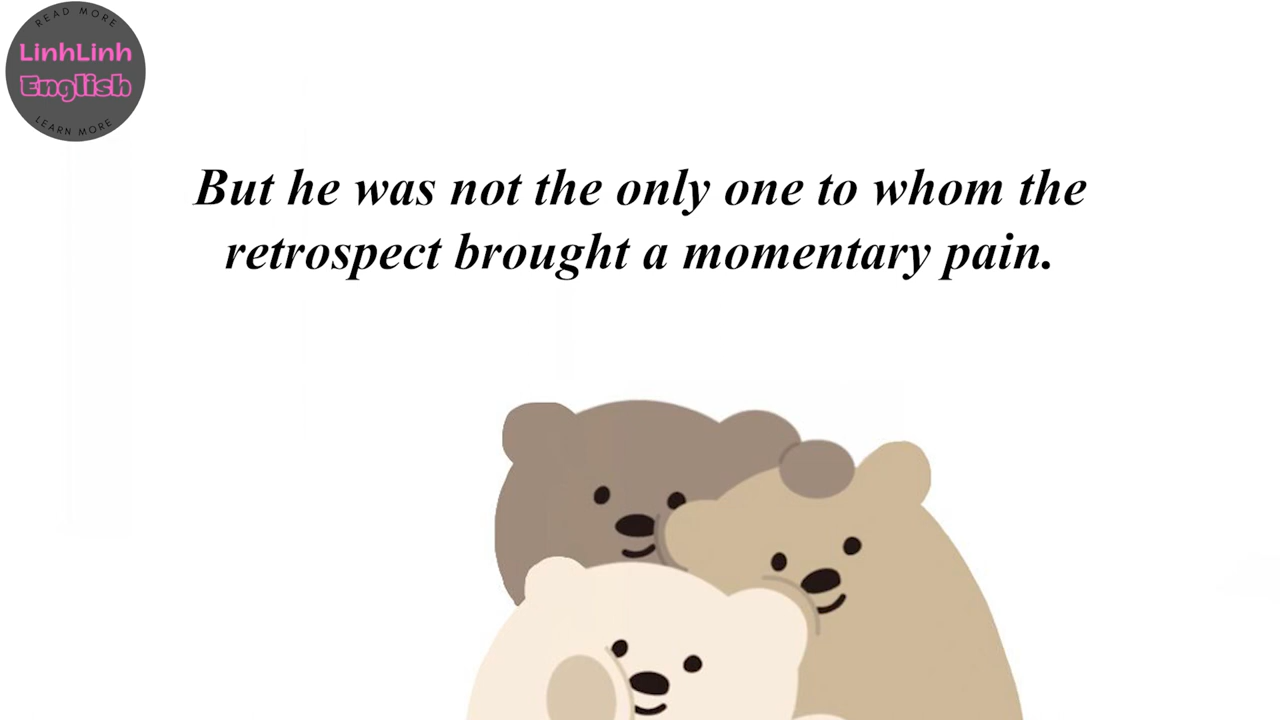 READ MORE
LinhLinh
English
LEARN MORE
But he was not the only one to whom the
retrospect brought a momentary pain.